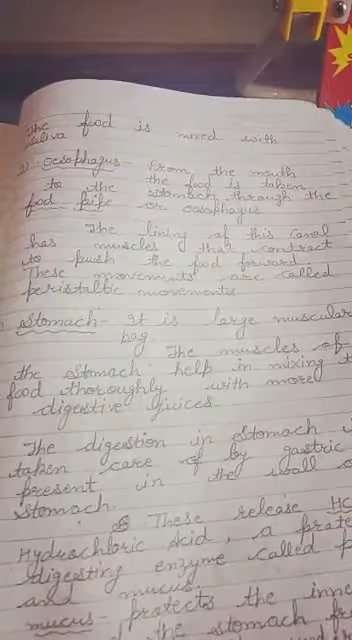 The food is mixed with
saliva
2) Oesophagus - From the mouth
to the the food is taken
food pipe stomach through the
or oesophagus
The lining of this canal
has muscles that contract
to push the food forward
These movements are called
peristaltic movements
Stomach - It is large muscular
bag
The muscles of
the stomach help in mixing
food thoroughly with more
digestive juices
The digestion in stomach
taken care of by gastric
present in the wall
stomach.
These release HC
Hydrochloric Acid, a
digesting enzyme called
and mucus.
mucus - protects the
the stomach